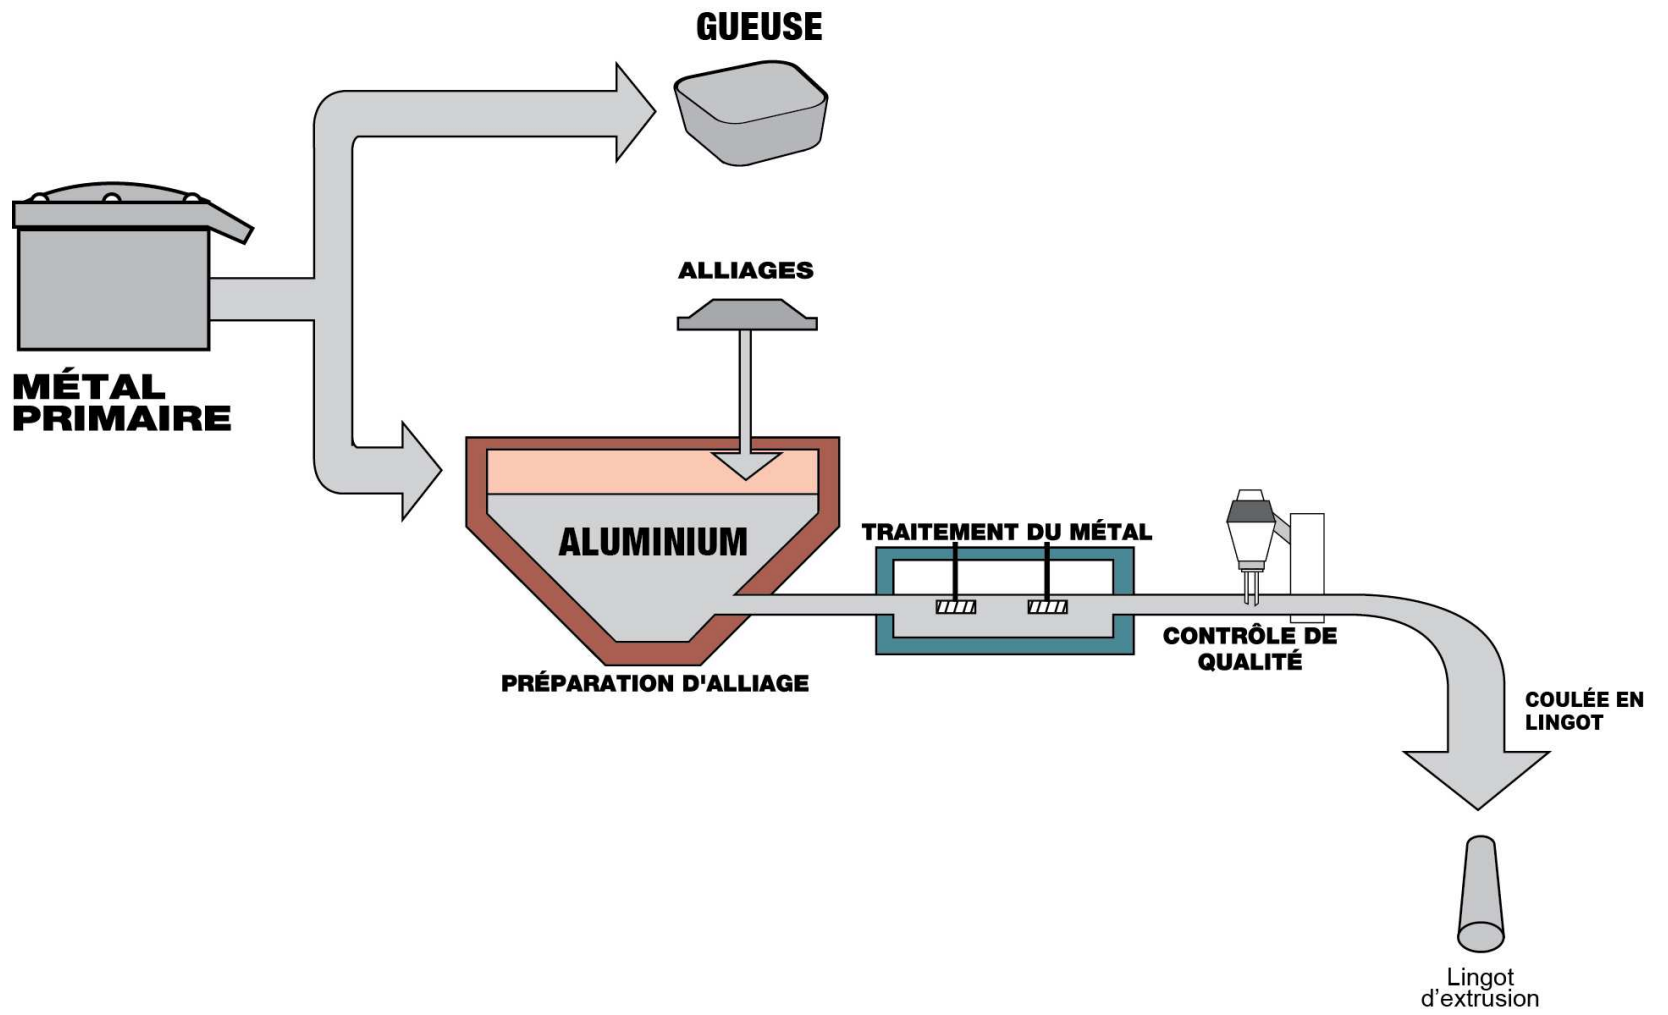 GUEUSE
ALLIAGES
MÉTAL
PRIMAIRE
ALUMINIUM
TRAITEMENT DU MÉTAL
CONTRÔLE DE
QUALITÉ
PRÉPARATION D'ALLIAGE
COULÉE EN
LINGOT
Lingot
d’extrusion